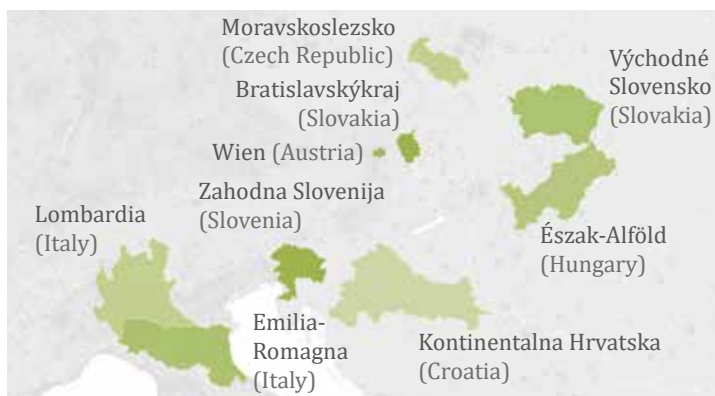 Moravskoslezsko
(Czech Republic)
Bratislavskýkraj
(Slovakia)
Východné
Slovensko
(Slovakia)
Wien (Austria)
Zahodna Slovenija
(Slovenia)
Lombardia
(Italy)
Észak-Alföld
(Hungary)
Emilia-
Romagna
(Italy)
Kontinentalna Hrvatska
(Croatia)